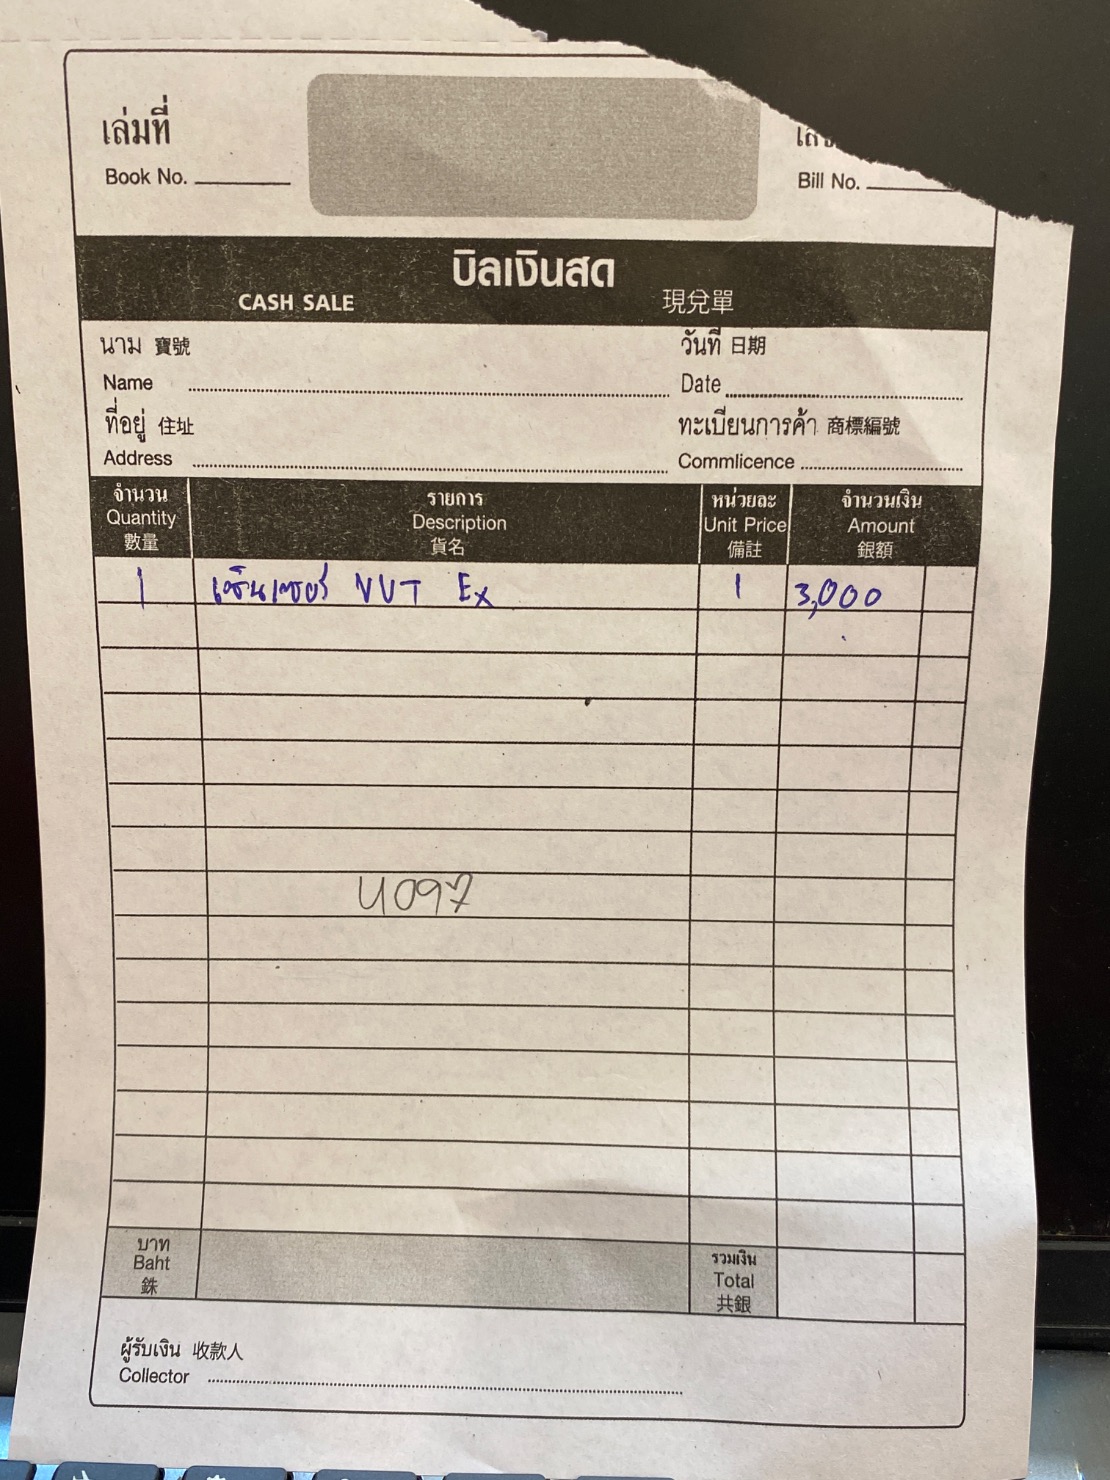 เล่มที่
Book No.
Bill No.
บิลเงินสด
CASH SALE 現兌單
นาม 寶號 วันที่ 日期
Name Date
ที่อยู่ 住址 ทะเบียนการค้า 商標編號
Address Commlicence
จำนวน รายการ หน่วยละ จำนวนเงิน
Quantity Description Unit Price Amount
數量 貨名 備註 銀額
1 เซ็นเซอร์ VVT Ex 1 3,000
4097
บาท รวมเงิน
Baht Total
銖 共銀
ผู้รับเงิน 收款人
Collector